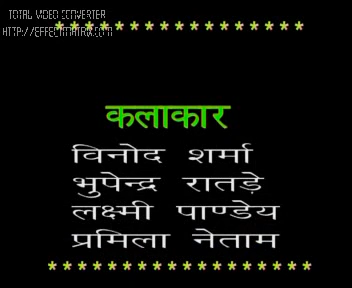 TOTAL VIDEO CONVERTER
HTTP://EFFECTMATRIX.COM
* * * * * * * * * * * * * * * * *
कलाकार
विनोद शर्मा
भुपेन्द्र रातड़े
लक्ष्मी पाण्डेय
प्रमिला नेताम
* * * * * * * * * * * * * * * * * *